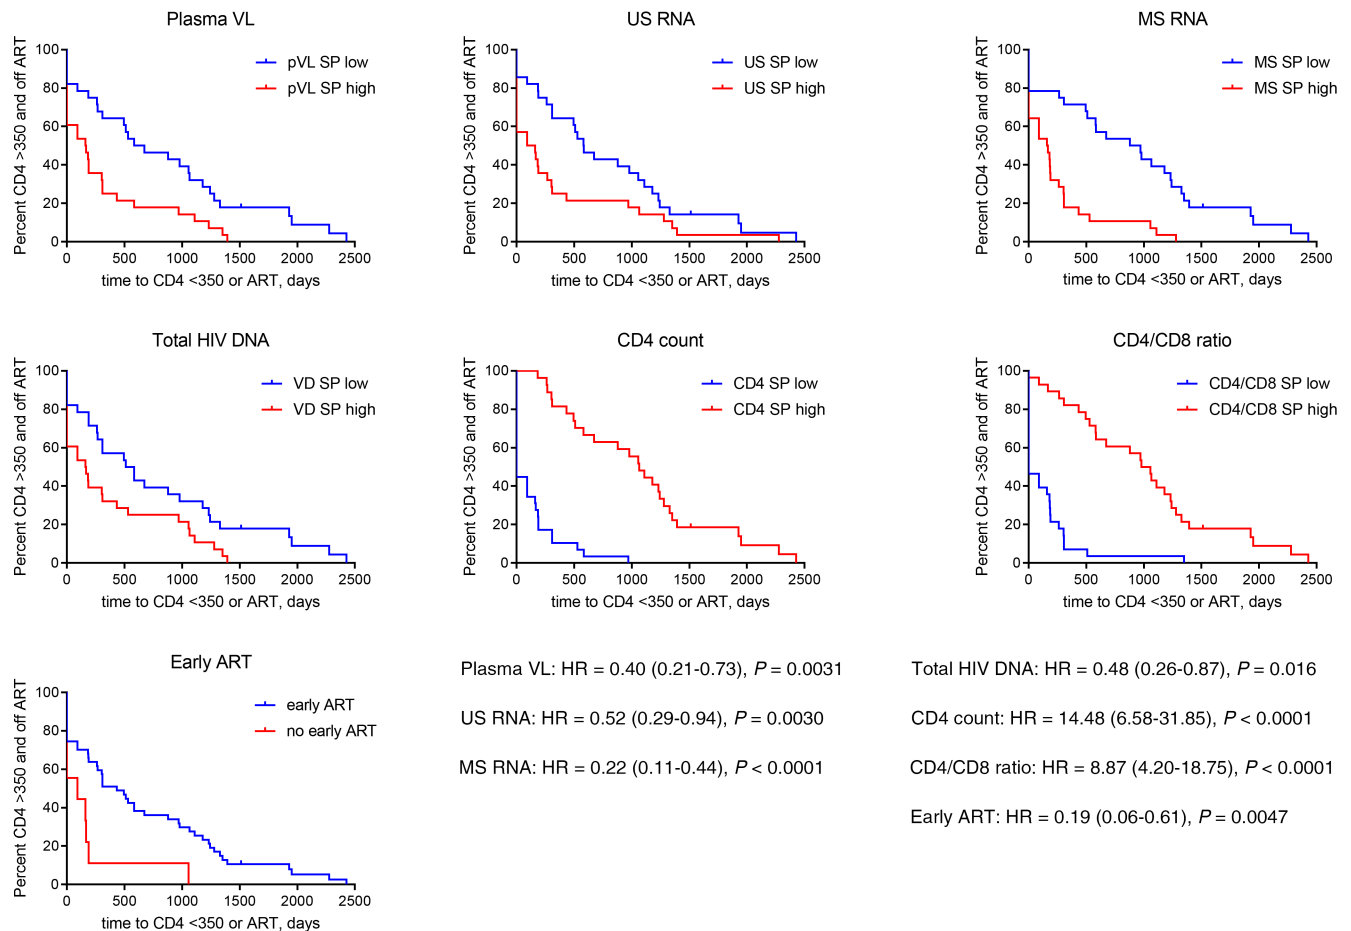 Plasma VL
Percent CD4 >350 and off ART
100
80
60
40
20
0
pVL SP low
pVL SP high
0 500 1000 1500 2000 2500
time to CD4 <350 or ART, days
US RNA
Percent CD4 >350 and off ART
100
80
60
40
20
0
US SP low
US SP high
0 500 1000 1500 2000 2500
time to CD4 <350 or ART, days
MS RNA
Percent CD4 >350 and off ART
100
80
60
40
20
0
MS SP low
MS SP high
0 500 1000 1500 2000 2500
time to CD4 <350 or ART, days
Total HIV DNA
Percent CD4 >350 and off ART
100
80
60
40
20
0
VD SP low
VD SP high
0 500 1000 1500 2000 2500
time to CD4 <350 or ART, days
CD4 count
Percent CD4 >350 and off ART
100
80
60
40
20
0
CD4 SP low
CD4 SP high
0 500 1000 1500 2000 2500
time to CD4 <350 or ART, days
CD4/CD8 ratio
Percent CD4 >350 and off ART
100
80
60
40
20
0
CD4/CD8 SP low
CD4/CD8 SP high
0 500 1000 1500 2000 2500
time to CD4 <350 or ART, days
Early ART
Percent CD4 >350 and off ART
100
80
60
40
20
0
early ART
no early ART
0 500 1000 1500 2000 2500
time to CD4 <350 or ART, days
Plasma VL: HR = 0.40 (0.21-0.73), P = 0.0031
US RNA: HR = 0.52 (0.29-0.94), P = 0.0030
MS RNA: HR = 0.22 (0.11-0.44), P < 0.0001
Total HIV DNA: HR = 0.48 (0.26-0.87), P = 0.016
CD4 count: HR = 14.48 (6.58-31.85), P < 0.0001
CD4/CD8 ratio: HR = 8.87 (4.20-18.75), P < 0.0001
Early ART: HR = 0.19 (0.06-0.61), P = 0.0047